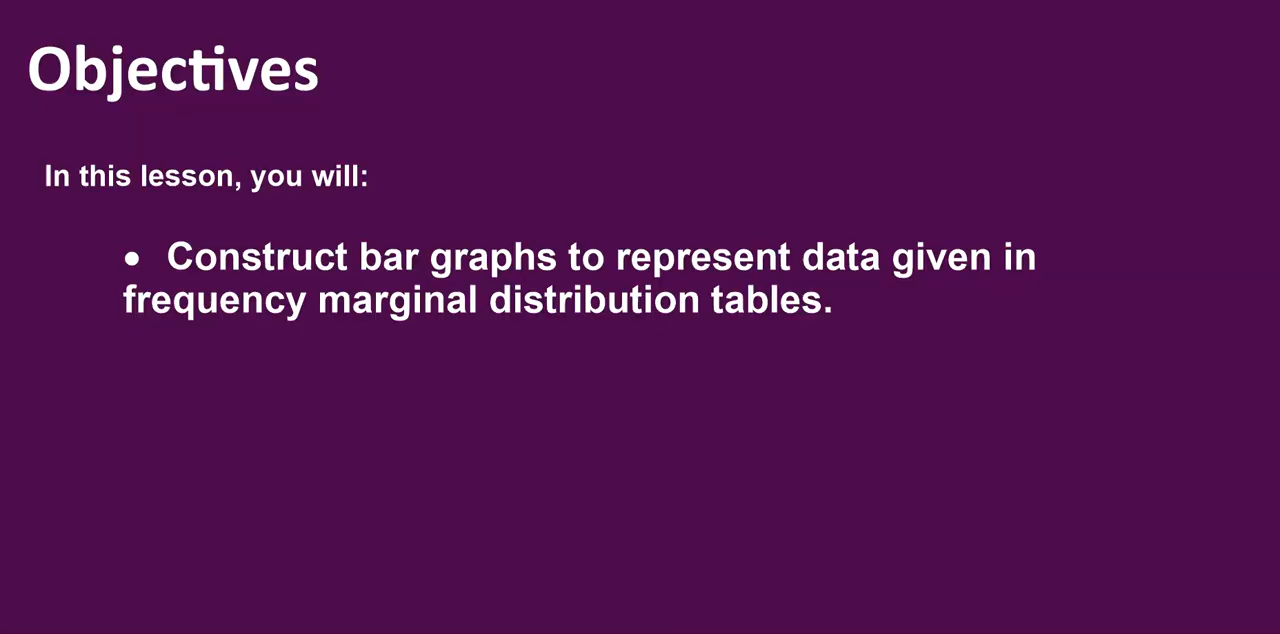 Objectives
In this lesson, you will:
• Construct bar graphs to represent data given in
frequency marginal distribution tables.